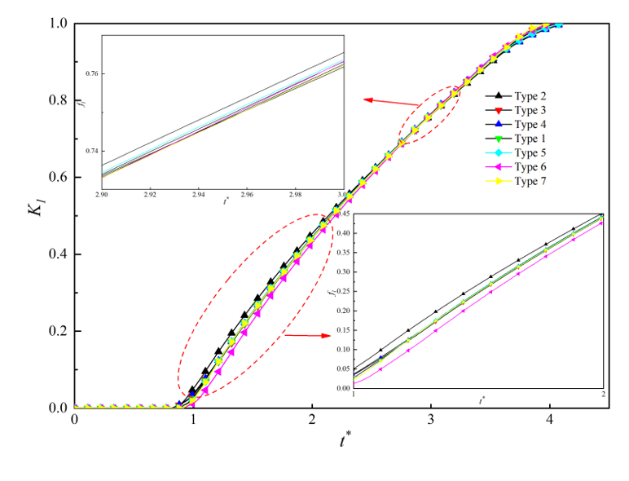 1.0
0.8
0.6
0.4
0.2
0.0
K1
0
1
2
3
4
t*
0.76
0.74
fl
2.90
2.92
2.94
2.96
2.98
3.00
t*
Type 2
Type 3
Type 4
Type 1
Type 5
Type 6
Type 7
0.45
0.40
0.35
0.30
0.25
0.20
0.15
0.10
0.05
0.00
1
2
t*